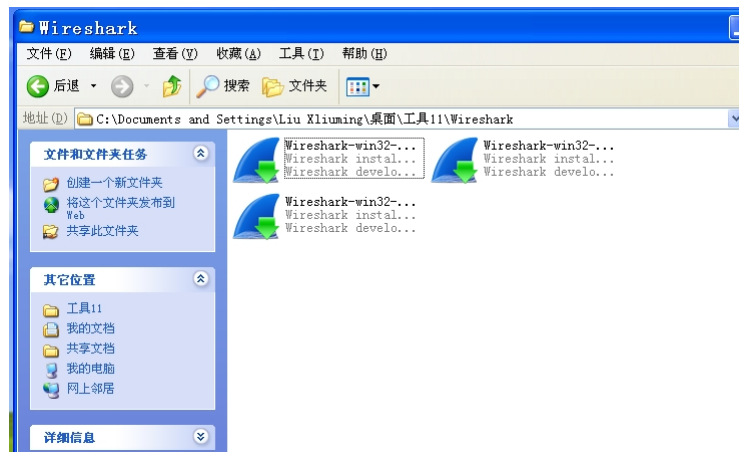 Wireshark
文件(F) 编辑(E) 查看(V) 收藏(A) 工具(T) 帮助(H)
后退 搜索 文件夹
地址(D) C:\Documents and Settings\Liu Xliuming\桌面\工具11\Wireshark
文件和文件夹任务
创建一个新文件夹
将这个文件夹发布到
Web
共享此文件夹
其它位置
工具11
我的文档
共享文档
我的电脑
网上邻居
详细信息
Wireshark-win32-...
Wireshark instal...
Wireshark develo...
Wireshark-win32-...
Wireshark instal...
Wireshark develo...
Wireshark-win32-...
Wireshark instal...
Wireshark develo...